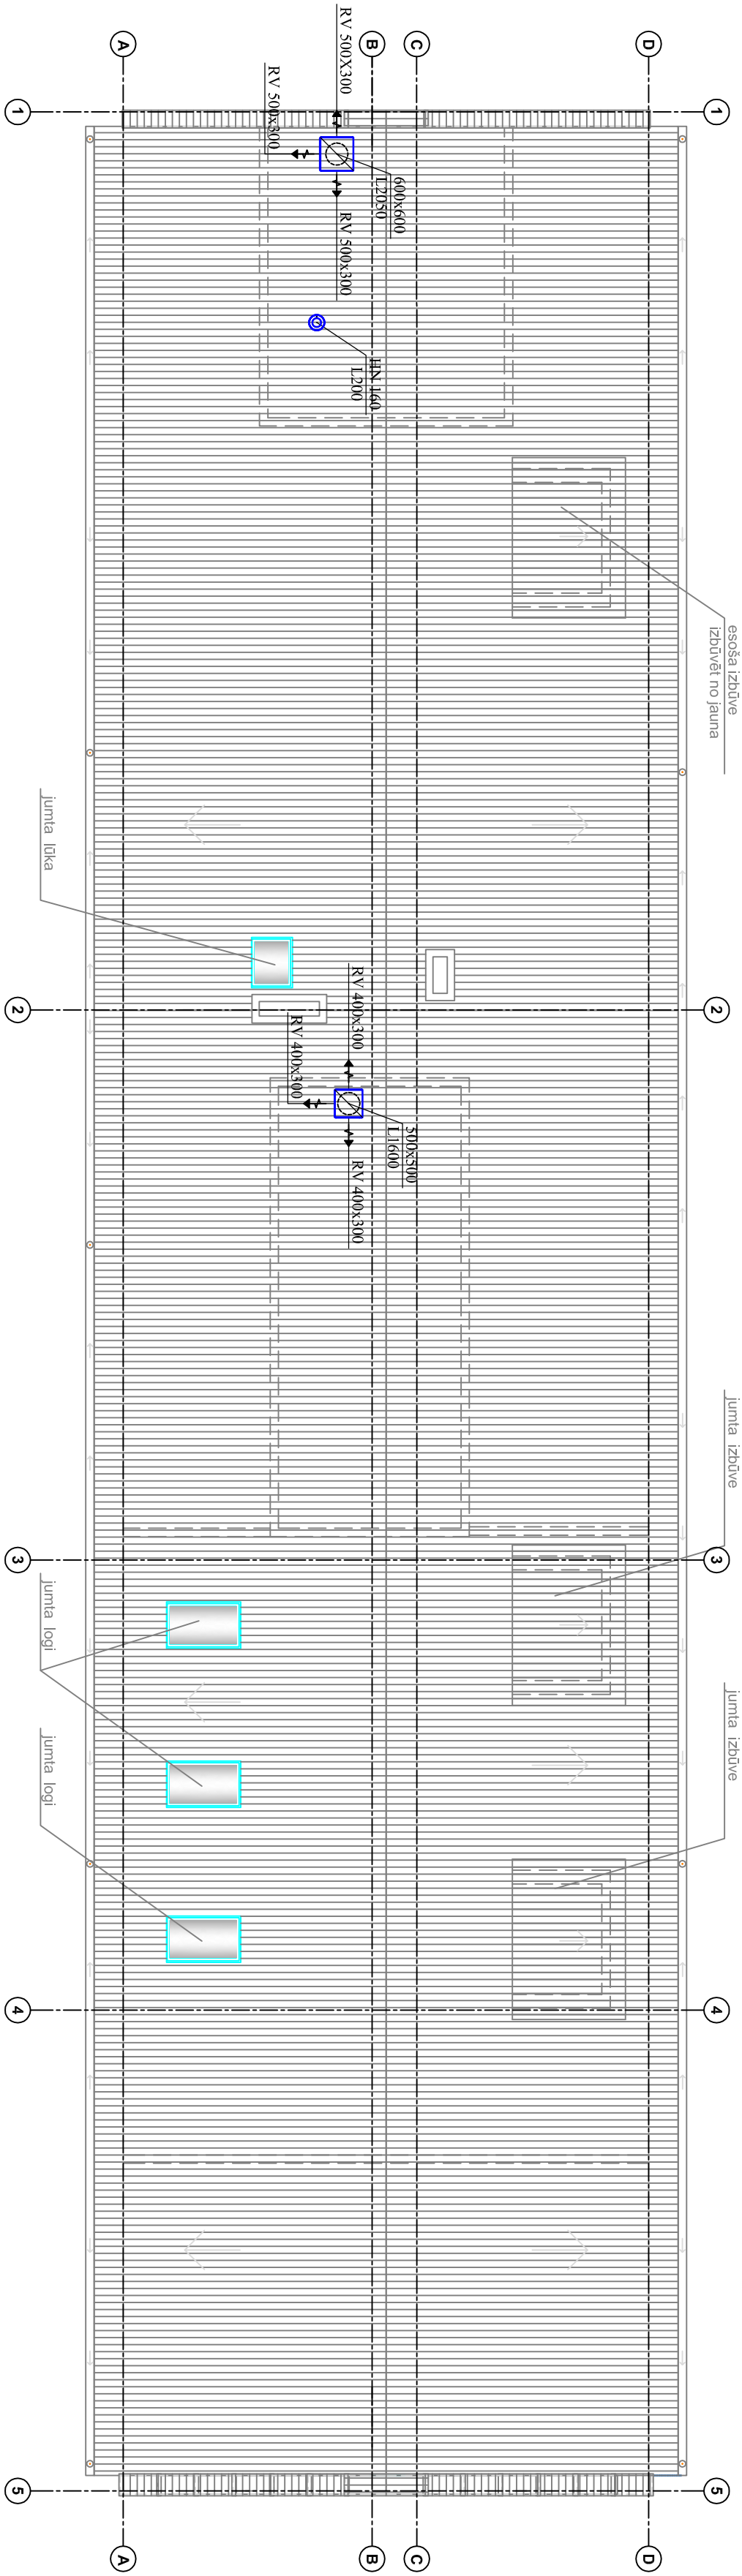 A
B
C
D
1
1
RV 500X300
RV 500x300
600x600
L2050
RV 500x300
HN 160
L200
esoša izbūve
izbūvēt no jauna
jumta lūka
2
2
RV 400x300
RV 400x300
500x500
L1600
RV 400x300
jumta izbūve
3
3
jumta logi
jumta izbūve
jumta logi
4
4
5
5
A
B
C
D